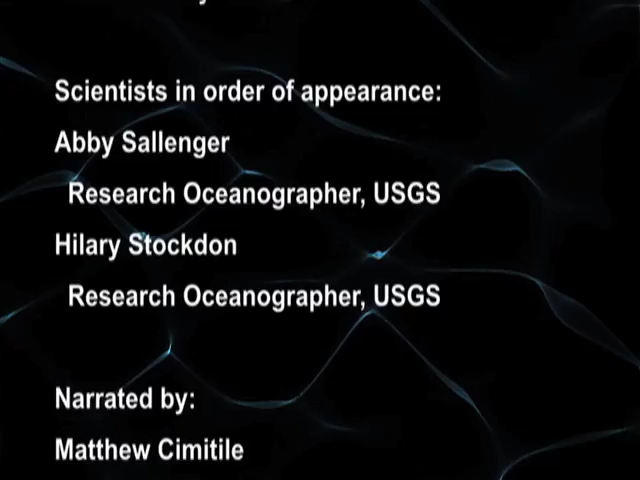 Scientists in order of appearance:
Abby Sallenger
Research Oceanographer, USGS
Hilary Stockdon
Research Oceanographer, USGS
Narrated by:
Matthew Cimitile